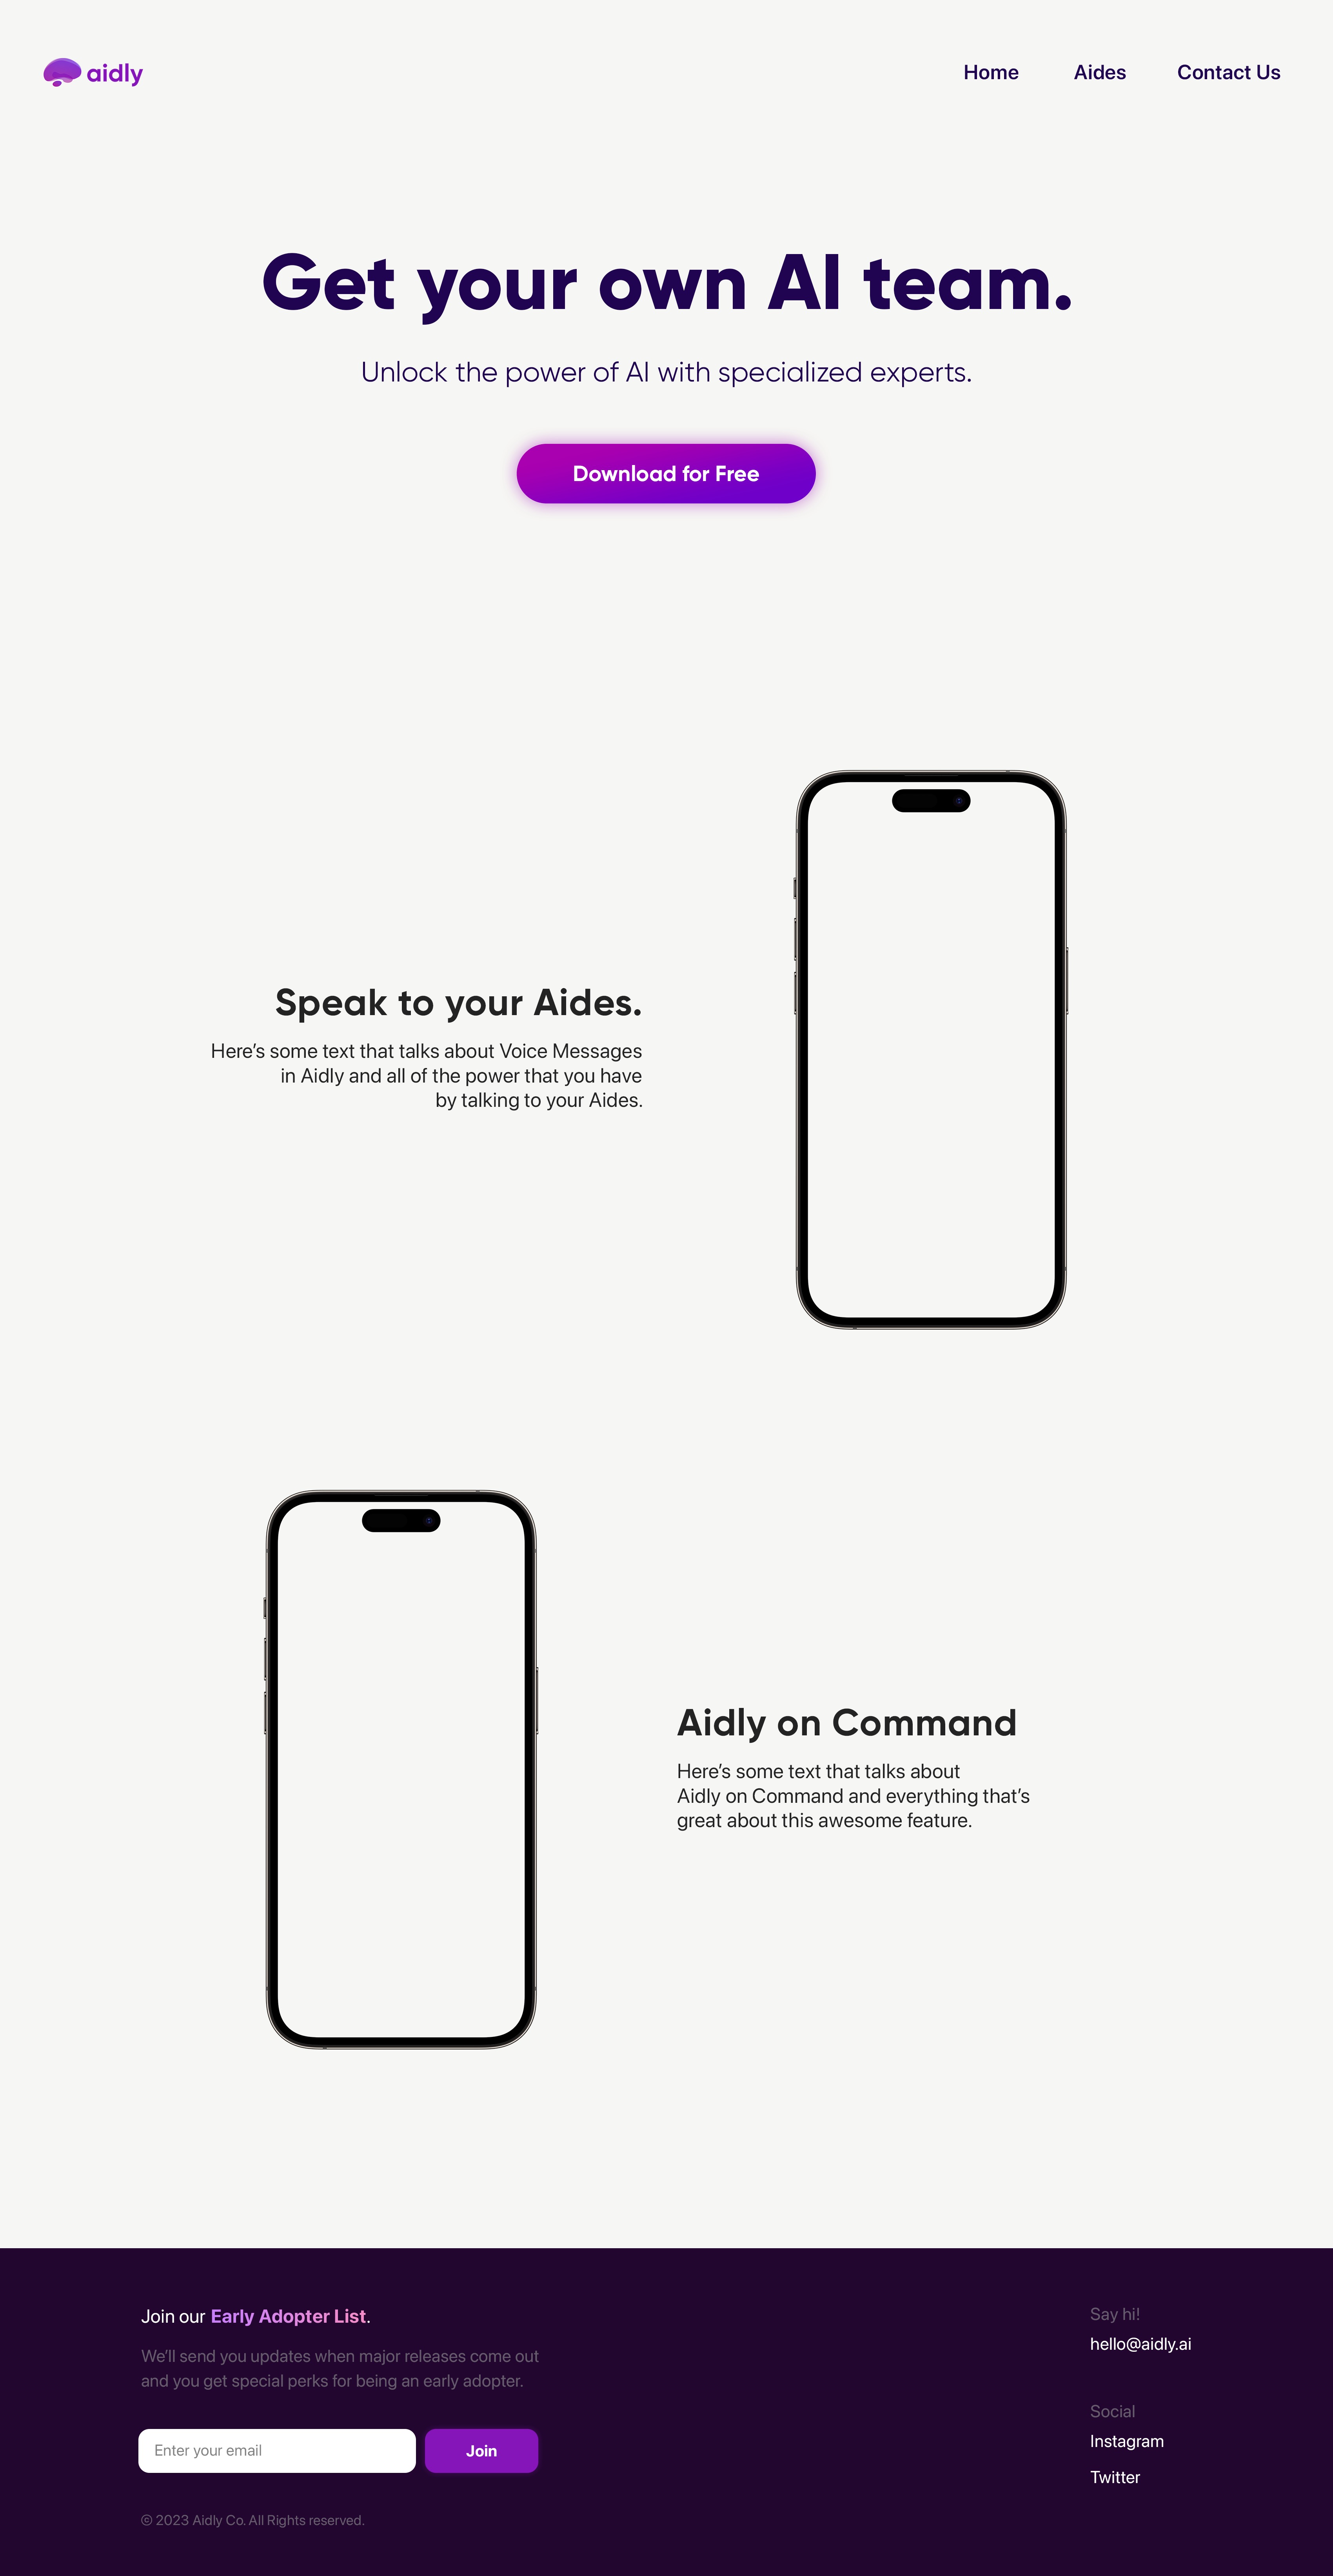 aidly
Home
Aides
Contact Us
Get your own AI team.
Unlock the power of AI with specialized experts.
Download for Free
Speak to your Aides.
Here’s some text that talks about Voice Messages
in Aidly and all of the power that you have
by talking to your Aides.
Aidly on Command
Here’s some text that talks about
Aidly on Command and everything that’s
great about this awesome feature.
Join our Early Adopter List.
We’ll send you updates when major releases come out
and you get special perks for being an early adopter.
Enter your email
Join
© 2023 Aidly Co. All Rights reserved.
Say hi!
hello@aidly.ai
Social
Instagram
Twitter